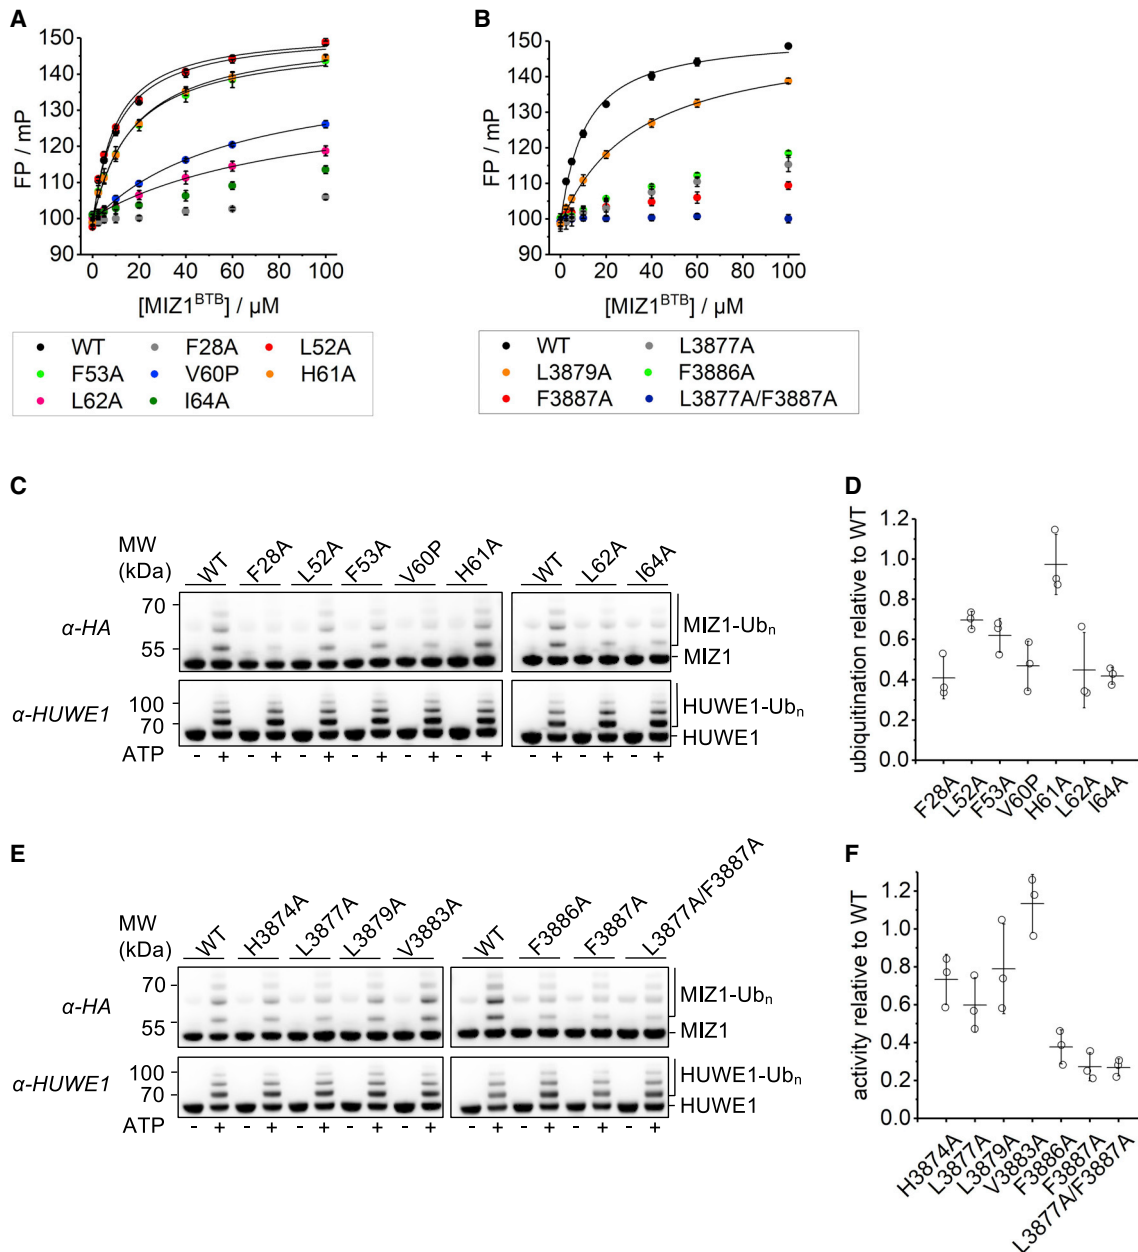 A
B
150
140
130
120
110
100
90
FP / mP
0 20 40 60 80 100
[MIZ1BTB] / μM
WT F28A L52A
F53A V60P H61A
L62A I64A
150
140
130
120
110
100
90
FP / mP
0 20 40 60 80 100
[MIZ1BTB] / μM
WT L3877A
L3879A F3886A
F3887A L3877A/F3887A
C
MW
(kDa)
WT F28A L52A F53A V60P H61A WT L62A I64A
α-HA
70
55
MIZ1-Ubn
MIZ1
α-HUWE1
100
70
HUWE1-Ubn
HUWE1
ATP - + - + - + - + - + - + - + - + - +
D
ubiquitination relative to WT
1.2
1.0
0.8
0.6
0.4
0.2
0.0
F28A L52A F53A V60P H61A L62A I64A
E
MW
(kDa)
WT H3874A L3877A L3879A V3883A WT F3886A F3887A L3877A/F3887A
α-HA
70
55
MIZ1-Ubn
MIZ1
α-HUWE1
100
70
HUWE1-Ubn
HUWE1
ATP - + - + - + - + - + - + - + - + - +
F
activity relative to WT
1.2
1.0
0.8
0.6
0.4
0.2
0.0
H3874A L3877A L3879A V3883A F3886A F3887A L3877A/F3887A